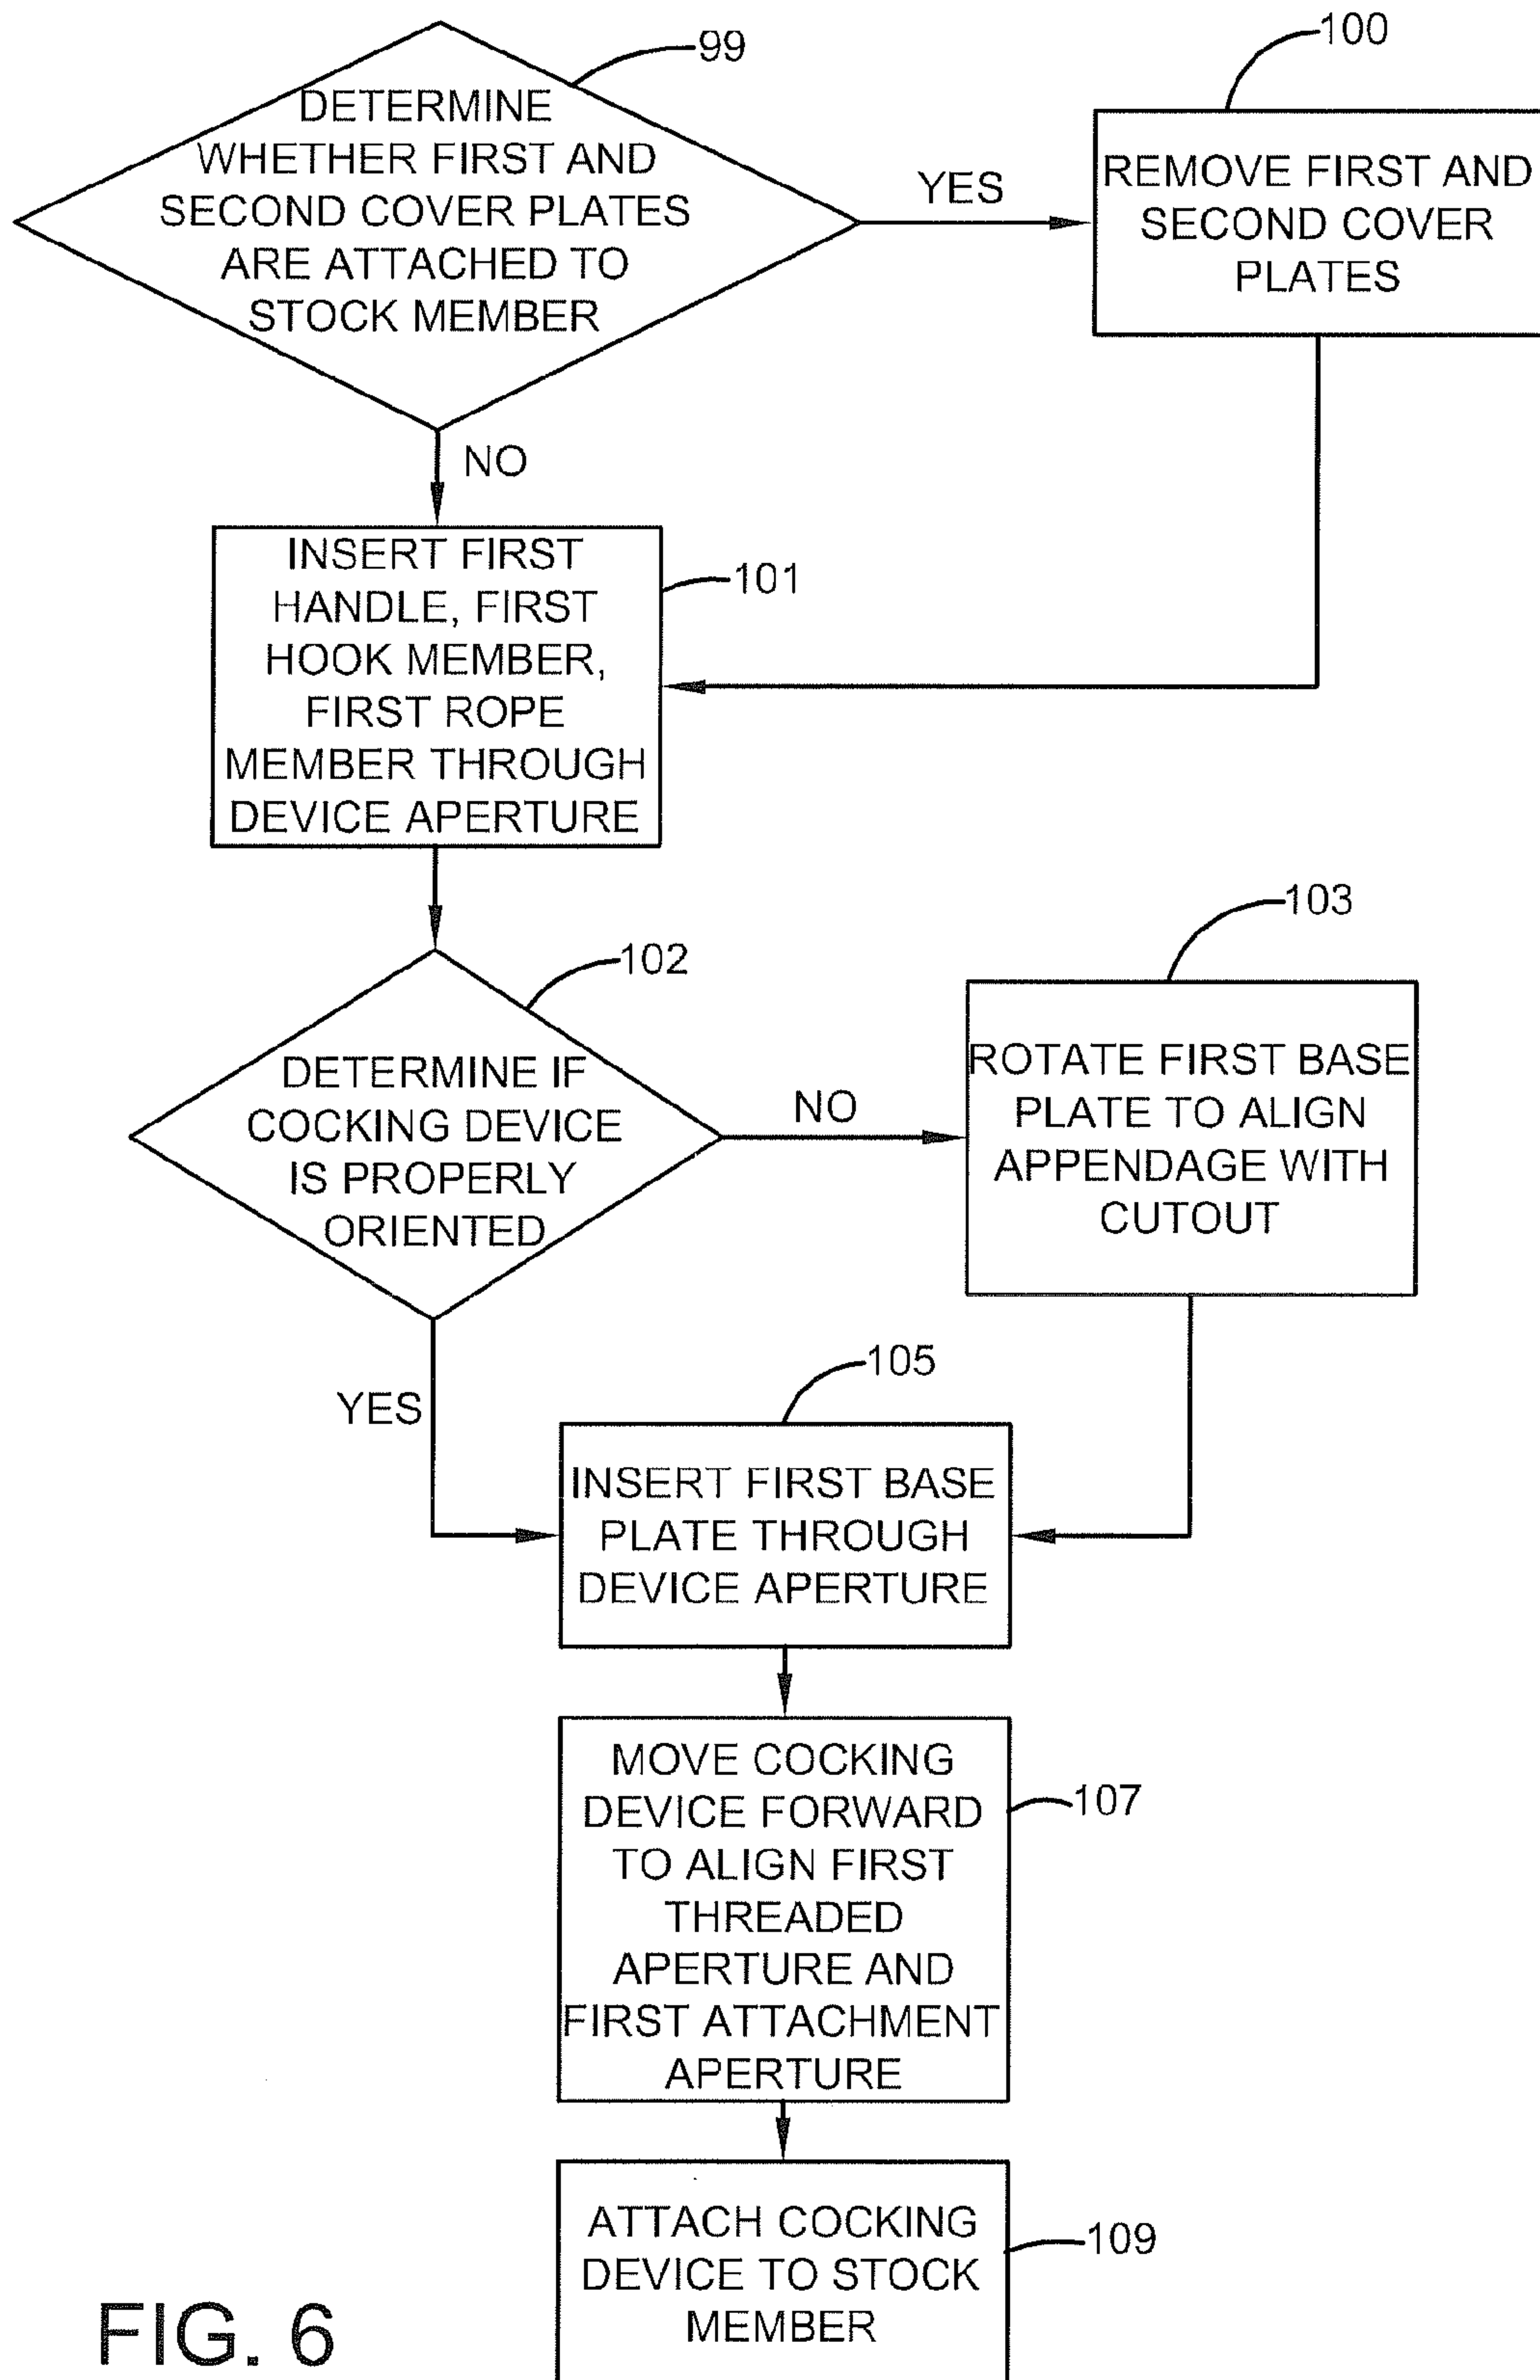 99
DETERMINE
WHETHER FIRST AND
SECOND COVER PLATES
ARE ATTACHED TO
STOCK MEMBER
YES
100
REMOVE FIRST AND
SECOND COVER
PLATES
NO
INSERT FIRST
HANDLE, FIRST
HOOK MEMBER,
FIRST ROPE
MEMBER THROUGH
DEVICE APERTURE
101
102
DETERMINE IF
COCKING DEVICE
IS PROPERLY
ORIENTED
NO
103
ROTATE FIRST BASE
PLATE TO ALIGN
APPENDAGE WITH
CUTOUT
YES
105
INSERT FIRST BASE
PLATE THROUGH
DEVICE APERTURE
MOVE COCKING
DEVICE FORWARD
TO ALIGN FIRST
THREADED
APERTURE AND
FIRST ATTACHMENT
APERTURE
107
ATTACH COCKING
DEVICE TO STOCK
MEMBER
109
FIG. 6